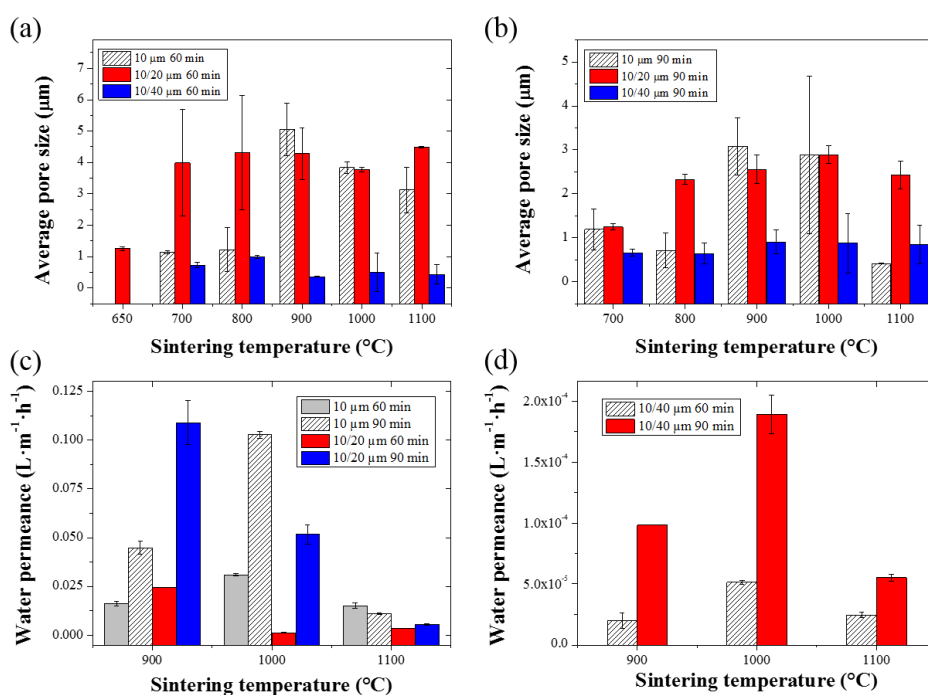 (a)
Average pore size (µm)
7
6
5
4
3
2
1
0
10 µm 60 min
10/20 µm 60 min
10/40 µm 60 min
650 700 800 900 1000 1100
Sintering temperature (°C)
(b)
Average pore size (µm)
5
4
3
2
1
0
10 µm 90 min
10/20 µm 90 min
10/40 µm 90 min
700 800 900 1000 1100
Sintering temperature (°C)
(c)
Water permeance (L·m⁻¹·h⁻¹)
0.125
0.100
0.075
0.050
0.025
0.000
10 µm 60 min
10 µm 90 min
10/20 µm 60 min
10/20 µm 90 min
900 1000 1100
Sintering temperature (°C)
(d)
Water permeance (L·m⁻¹·h⁻¹)
2.0x10⁻⁴
1.5x10⁻⁴
1.0x10⁻⁴
5.0x10⁻⁵
0.0
10/40 µm 60 min
10/40 µm 90 min
900 1000 1100
Sintering temperature (°C)